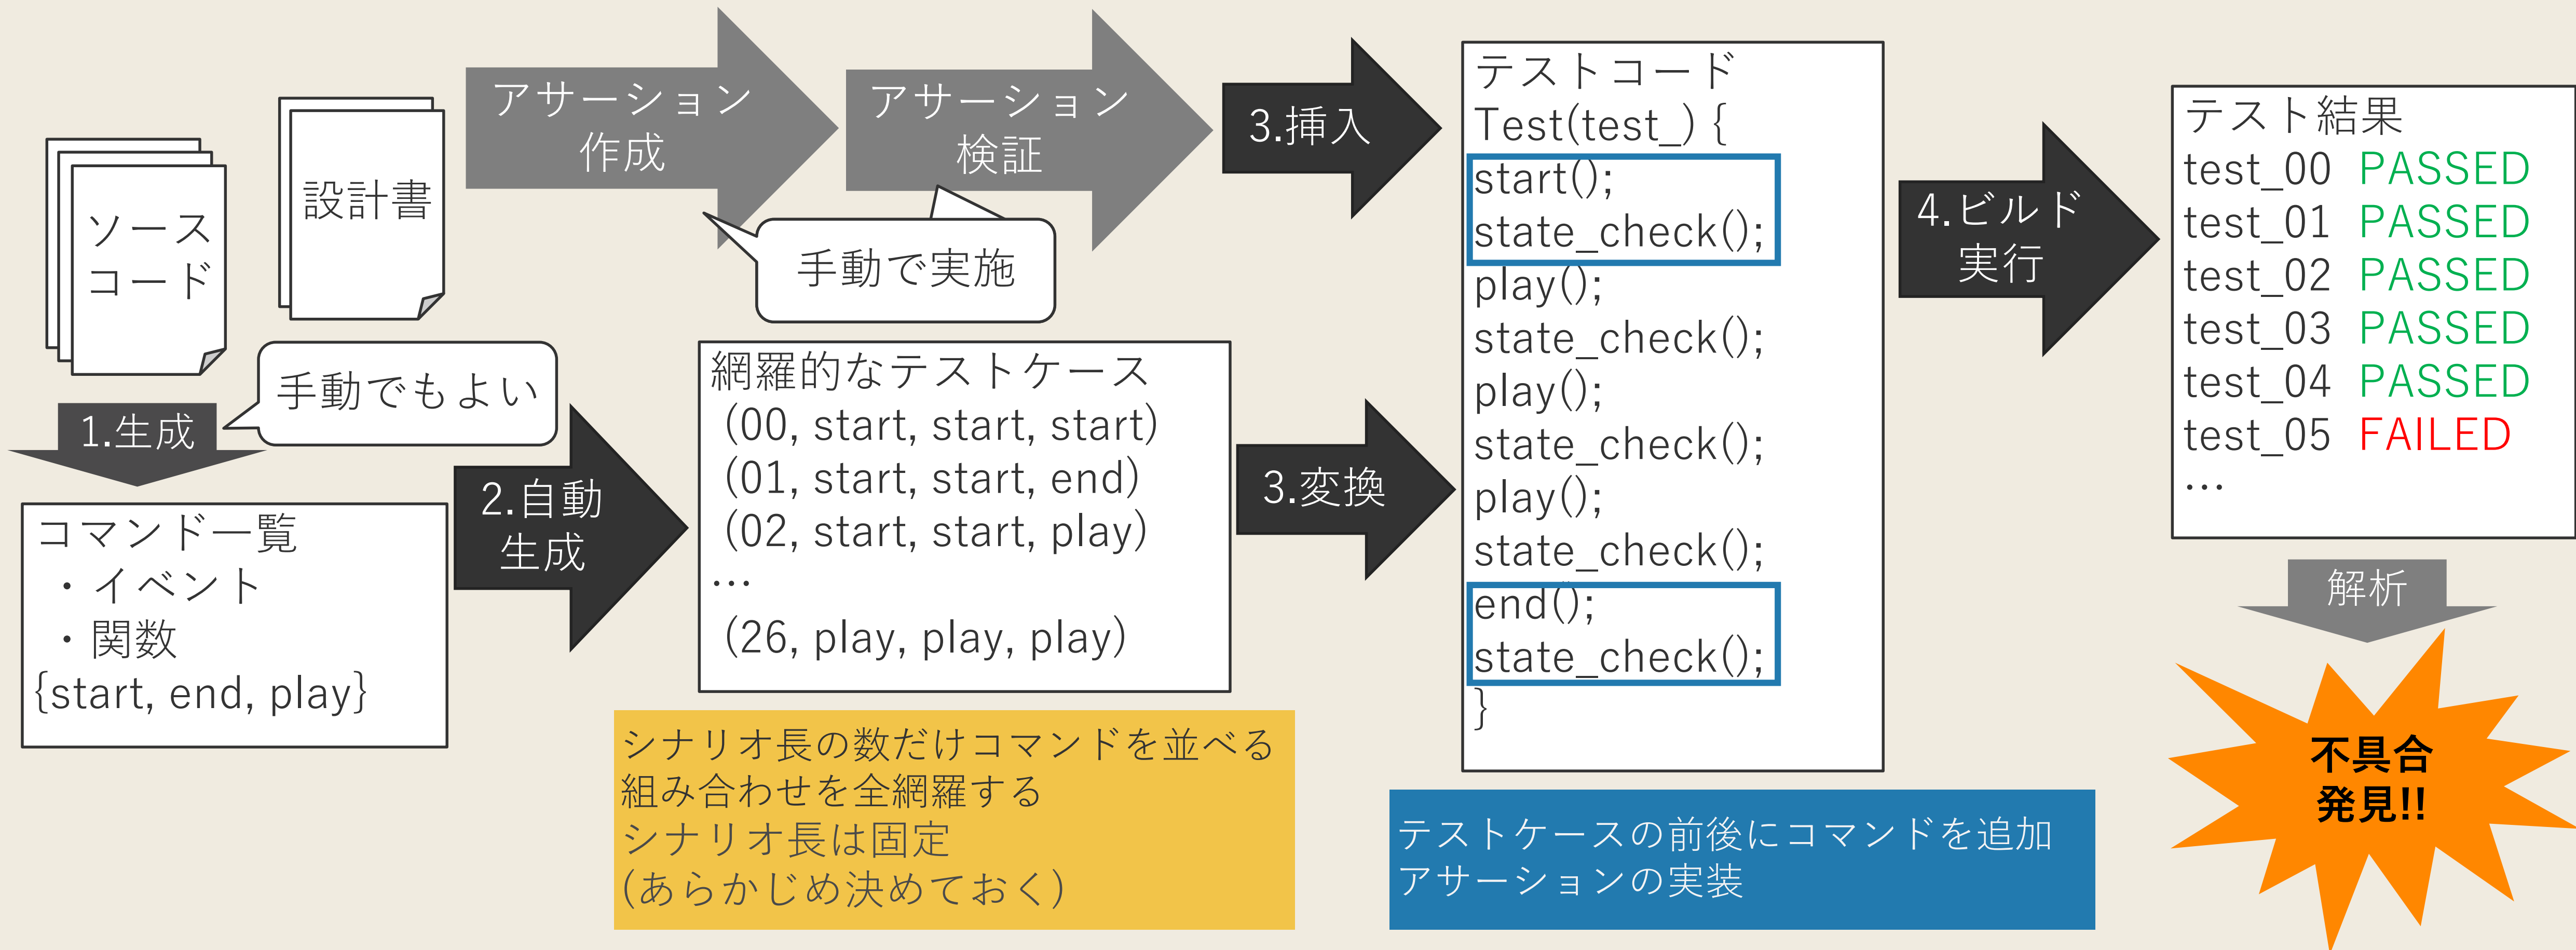 ソース
コード
設計書
アサーション
作成
アサーション
検証
手動で実施
3.挿入
1.生成
手動でもよい
コマンド一覧
・イベント
・関数
{start, end, play}
2.自動
生成
網羅的なテストケース
(00, start, start, start)
(01, start, start, end)
(02, start, start, play)
…
(26, play, play, play)
シナリオ長の数だけコマンドを並べる
組み合わせを全網羅する
シナリオ長は固定
(あらかじめ決めておく)
3.変換
テストコード
Test(test_) {
start();
state_check();
play();
state_check();
play();
state_check();
play();
state_check();
end();
state_check();
}
テストケースの前後にコマンドを追加
アサーションの実装
4.ビルド
実行
テスト結果
test_00 PASSED
test_01 PASSED
test_02 PASSED
test_03 PASSED
test_04 PASSED
test_05 FAILED
…
解析
不具合
発見!!